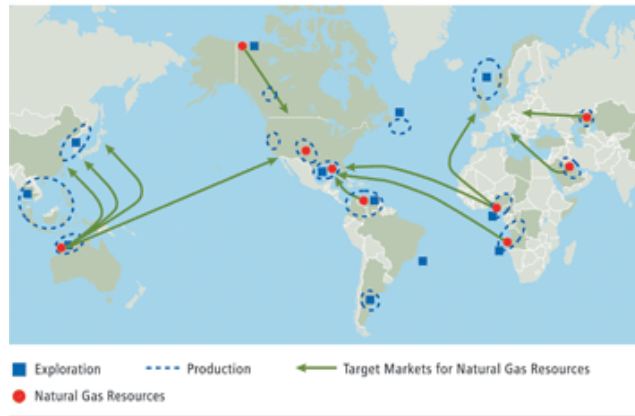 Exploration
Production
Target Markets for Natural Gas Resources
Natural Gas Resources